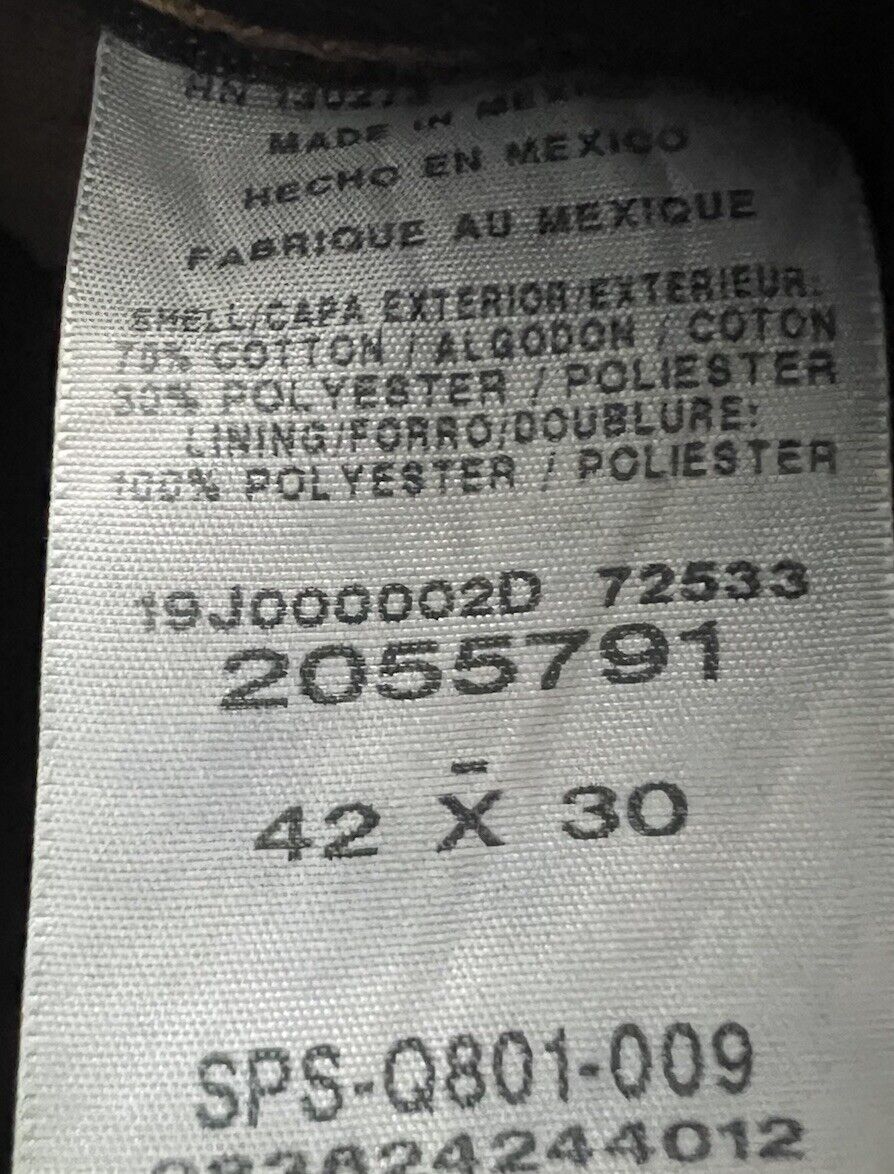 MADE IN MEXICO
HECHO EN MEXICO
FABRIQUE AU MEXIQUE
SHELL/CAPA EXTERIOR/EXTERIEUR:
COTTON / ALGODON / COTON
POLYESTER / POLIESTER
LINING/FORRO/DOUBLURE:
100% POLYESTER / POLIESTER
19J000002D 72533
2055791
-
42 X 30
SPS-Q801-009